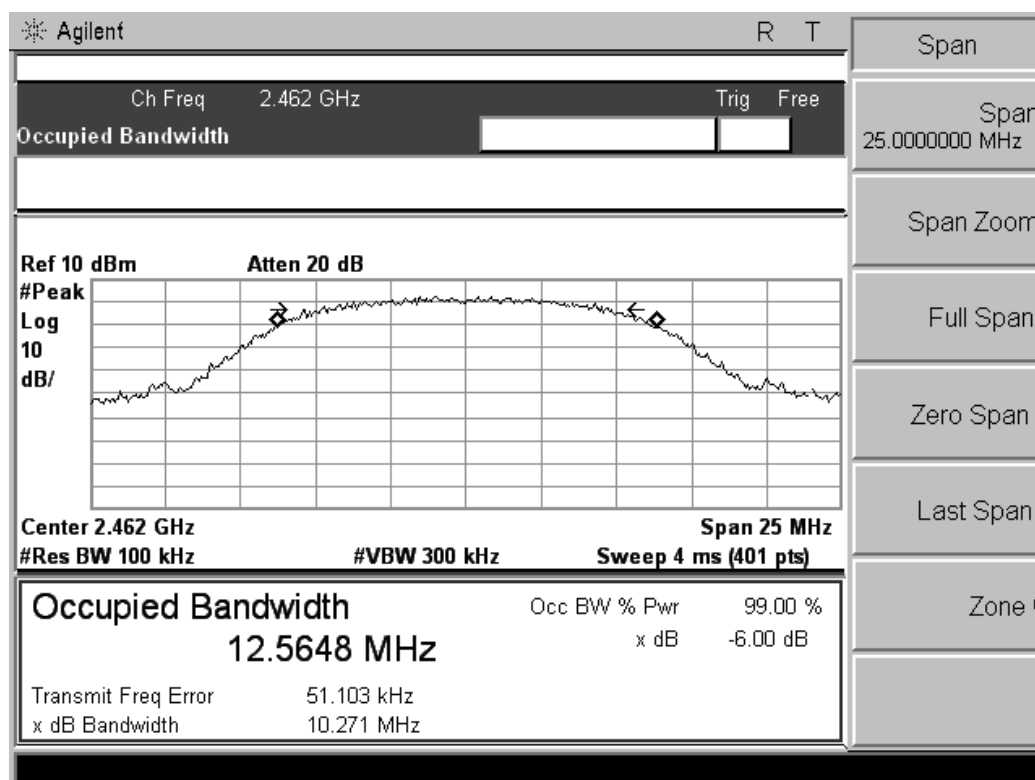 Agilent R T
Span
Ch Freq 2.462 GHz Trig Free
Occupied Bandwidth
Span
25.0000000 MHz
Span Zoom
Full Span
Zero Span
Last Span
Zone
Ref 10 dBm Atten 20 dB
#Peak
Log
10
dB/
Center 2.462 GHz Span 25 MHz
#Res BW 100 kHz #VBW 300 kHz Sweep 4 ms (401 pts)
Occupied Bandwidth
12.5648 MHz
Occ BW % Pwr 99.00 %
x dB -6.00 dB
Transmit Freq Error 51.103 kHz
x dB Bandwidth 10.271 MHz